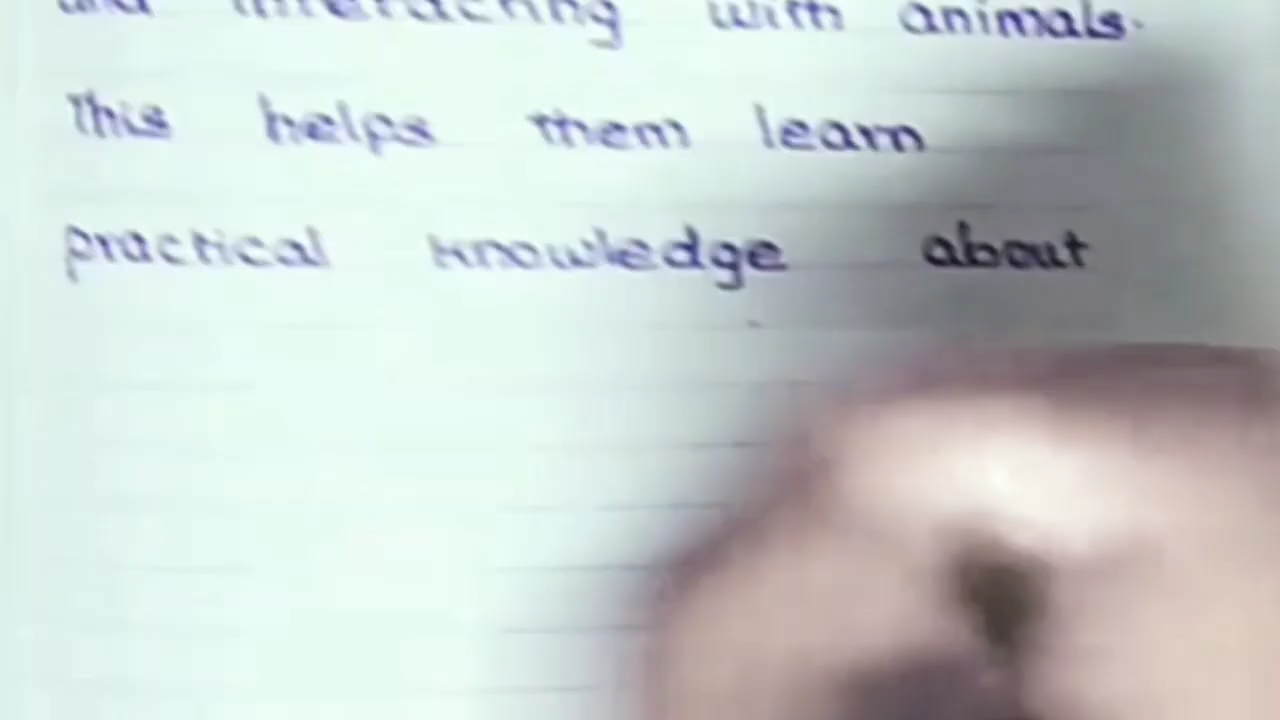 and interacting with animals.
This helps them learn
practical knowledge about